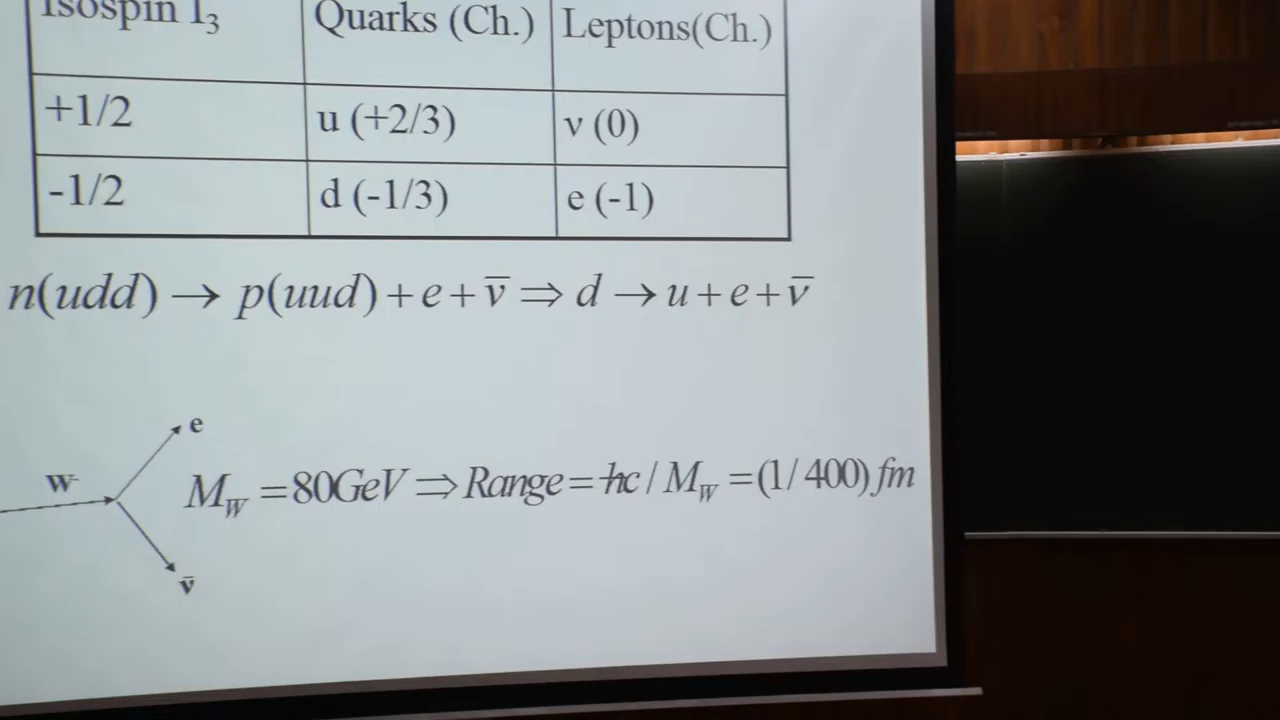 Isospin I₃ Quarks (Ch.) Leptons(Ch.)
+1/2 u (+2/3) ν (0)
-1/2 d (-1/3) e (-1)
n(udd) → p(uud) + e + ν̅ ⇒ d → u + e + ν̅
e
W⁻
M_W = 80GeV ⇒ Range = ħc / M_W = (1/400) fm
ν̅